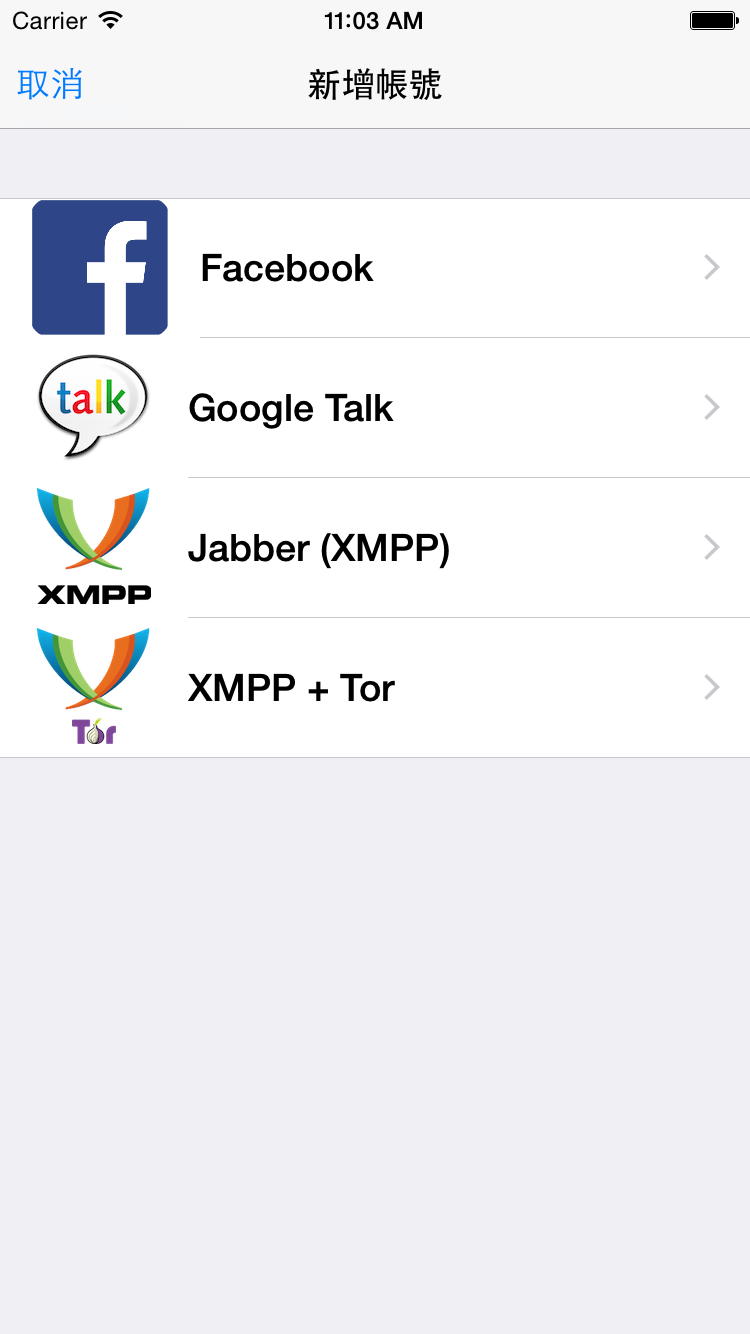 Carrier 11:03 AM
取消 新增帳號
Facebook
talk
Google Talk
Jabber (XMPP)
XMPP
XMPP + Tor
Tor